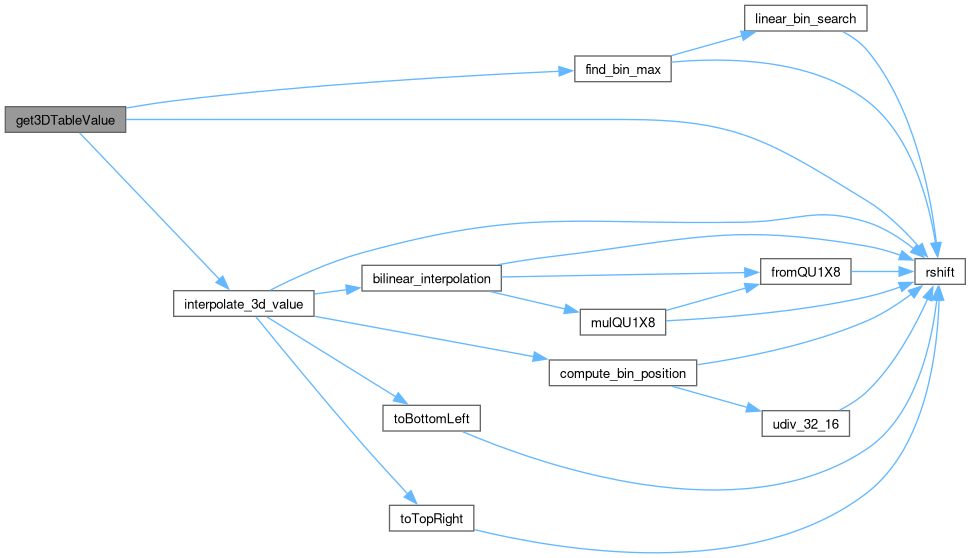 linear_bin_search
find_bin_max
get3DTableValue
rshift
fromQU1X8
bilinear_interpolation
interpolate_3d_value
mulQU1X8
compute_bin_position
toBottomLeft
udiv_32_16
toTopRight